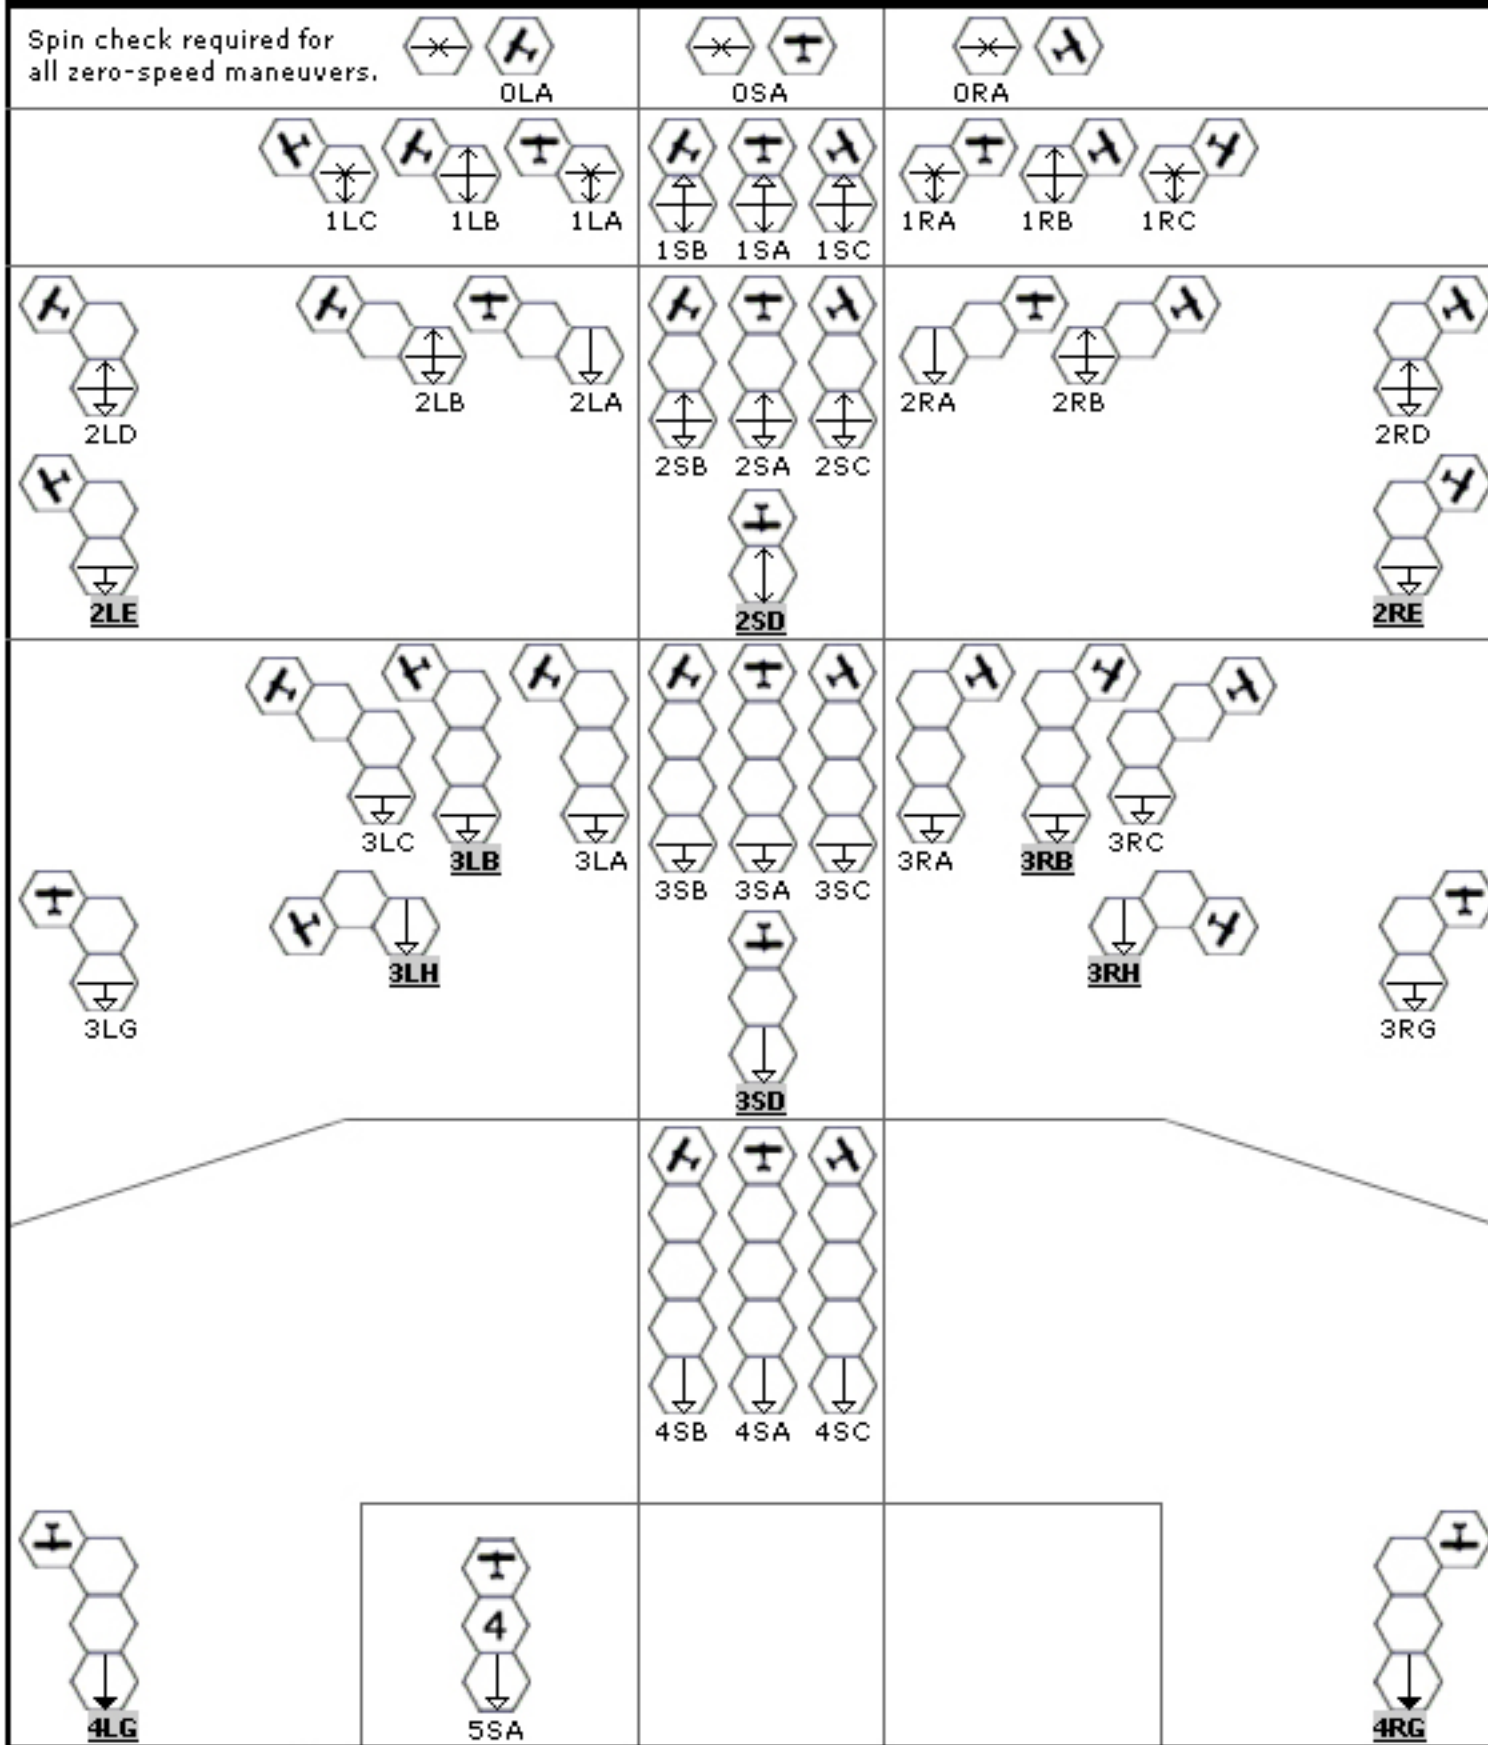 Spin check required for
all zero-speed maneuvers.
0LA
0SA
0RA
1LC 1LB 1LA
1SB 1SA 1SC
1RA 1RB 1RC
2LD
2LB 2LA
2SB 2SA 2SC
2RA 2RB
2RD
2LE
2SD
2RE
3LC 3LB 3LA
3SB 3SA 3SC
3RA 3RB 3RC
3LG
3LH
3SD
3RH
3RG
4SB 4SA 4SC
4LG
4
5SA
4RG